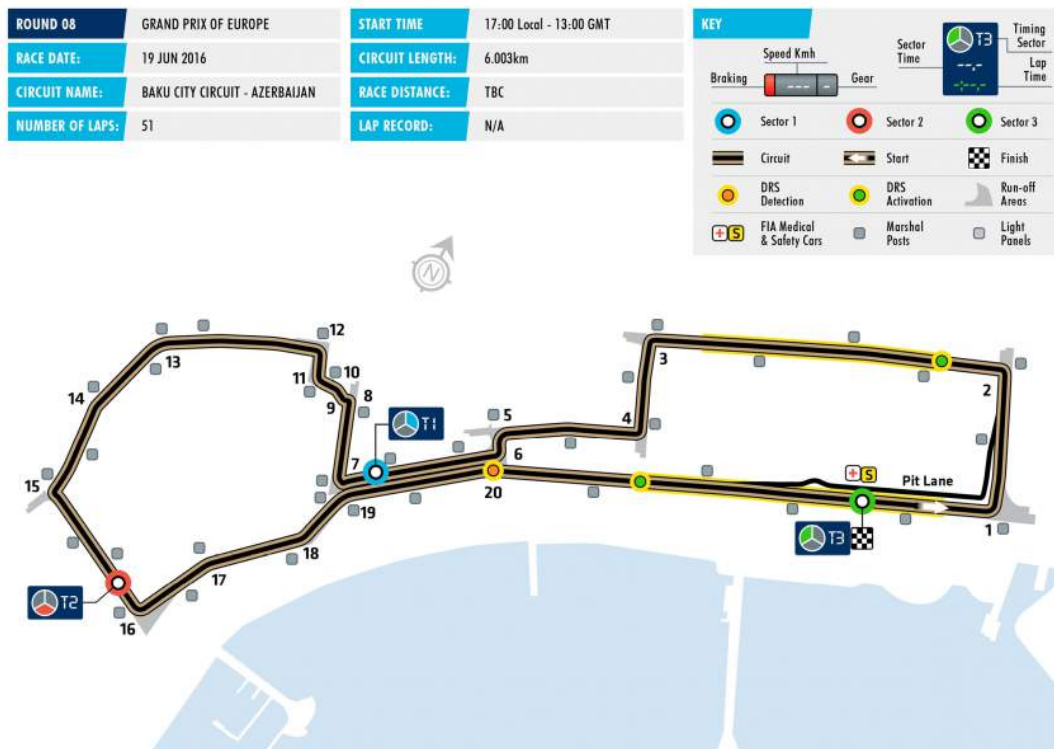 ROUND 08 GRAND PRIX OF EUROPE
RACE DATE: 19 JUN 2016
CIRCUIT NAME: BAKU CITY CIRCUIT - AZERBAIJAN
NUMBER OF LAPS: 51
START TIME 17:00 Local - 13:00 GMT
CIRCUIT LENGTH: 6.003km
RACE DISTANCE: TBC
LAP RECORD: N/A
KEY
Speed Kmh
Braking
---
-
Gear
Sector
Time
T3
--.-
-:--.-
Timing
Sector
Lap
Time
Sector 1
Sector 2
Sector 3
Circuit
Start
Finish
DRS
Detection
DRS
Activation
Run-off
Areas
+ S
FIA Medical
& Safety Cars
Marshal
Posts
Light
Panels
N
12
13
3
11
10
2
14
9
8
5
4
T1
7
6
15
+ S
Pit Lane
20
19
1
18
T3
17
T2
16